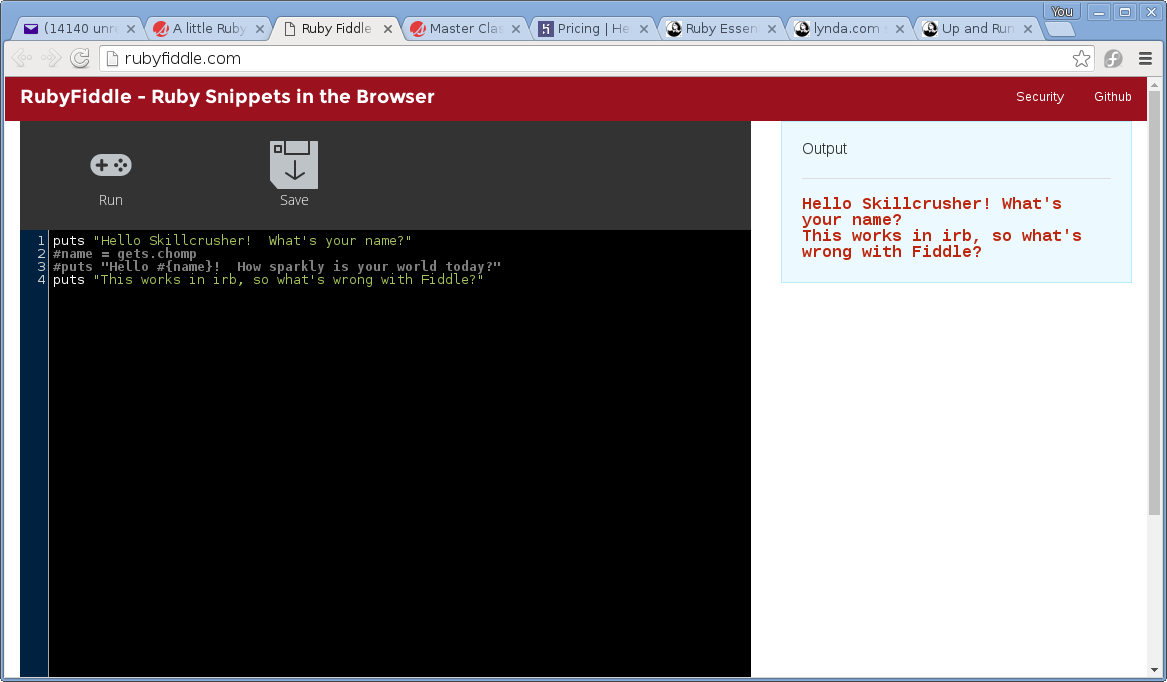 You
(14140 unre
A little Ruby
Ruby Fiddle
Master Clas
Pricing | He
Ruby Essen
lynda.com
Up and Run
rubyfiddle.com
RubyFiddle - Ruby Snippets in the Browser
Security
Github
Run
Save
1 puts "Hello Skillcrusher!  What's your name?"
2 #name = gets.chomp
3 #puts "Hello #{name}!  How sparkly is your world today?"
4 puts "This works in irb, so what's wrong with Fiddle?"
Output
Hello Skillcrusher! What's
your name?
This works in irb, so what's
wrong with Fiddle?